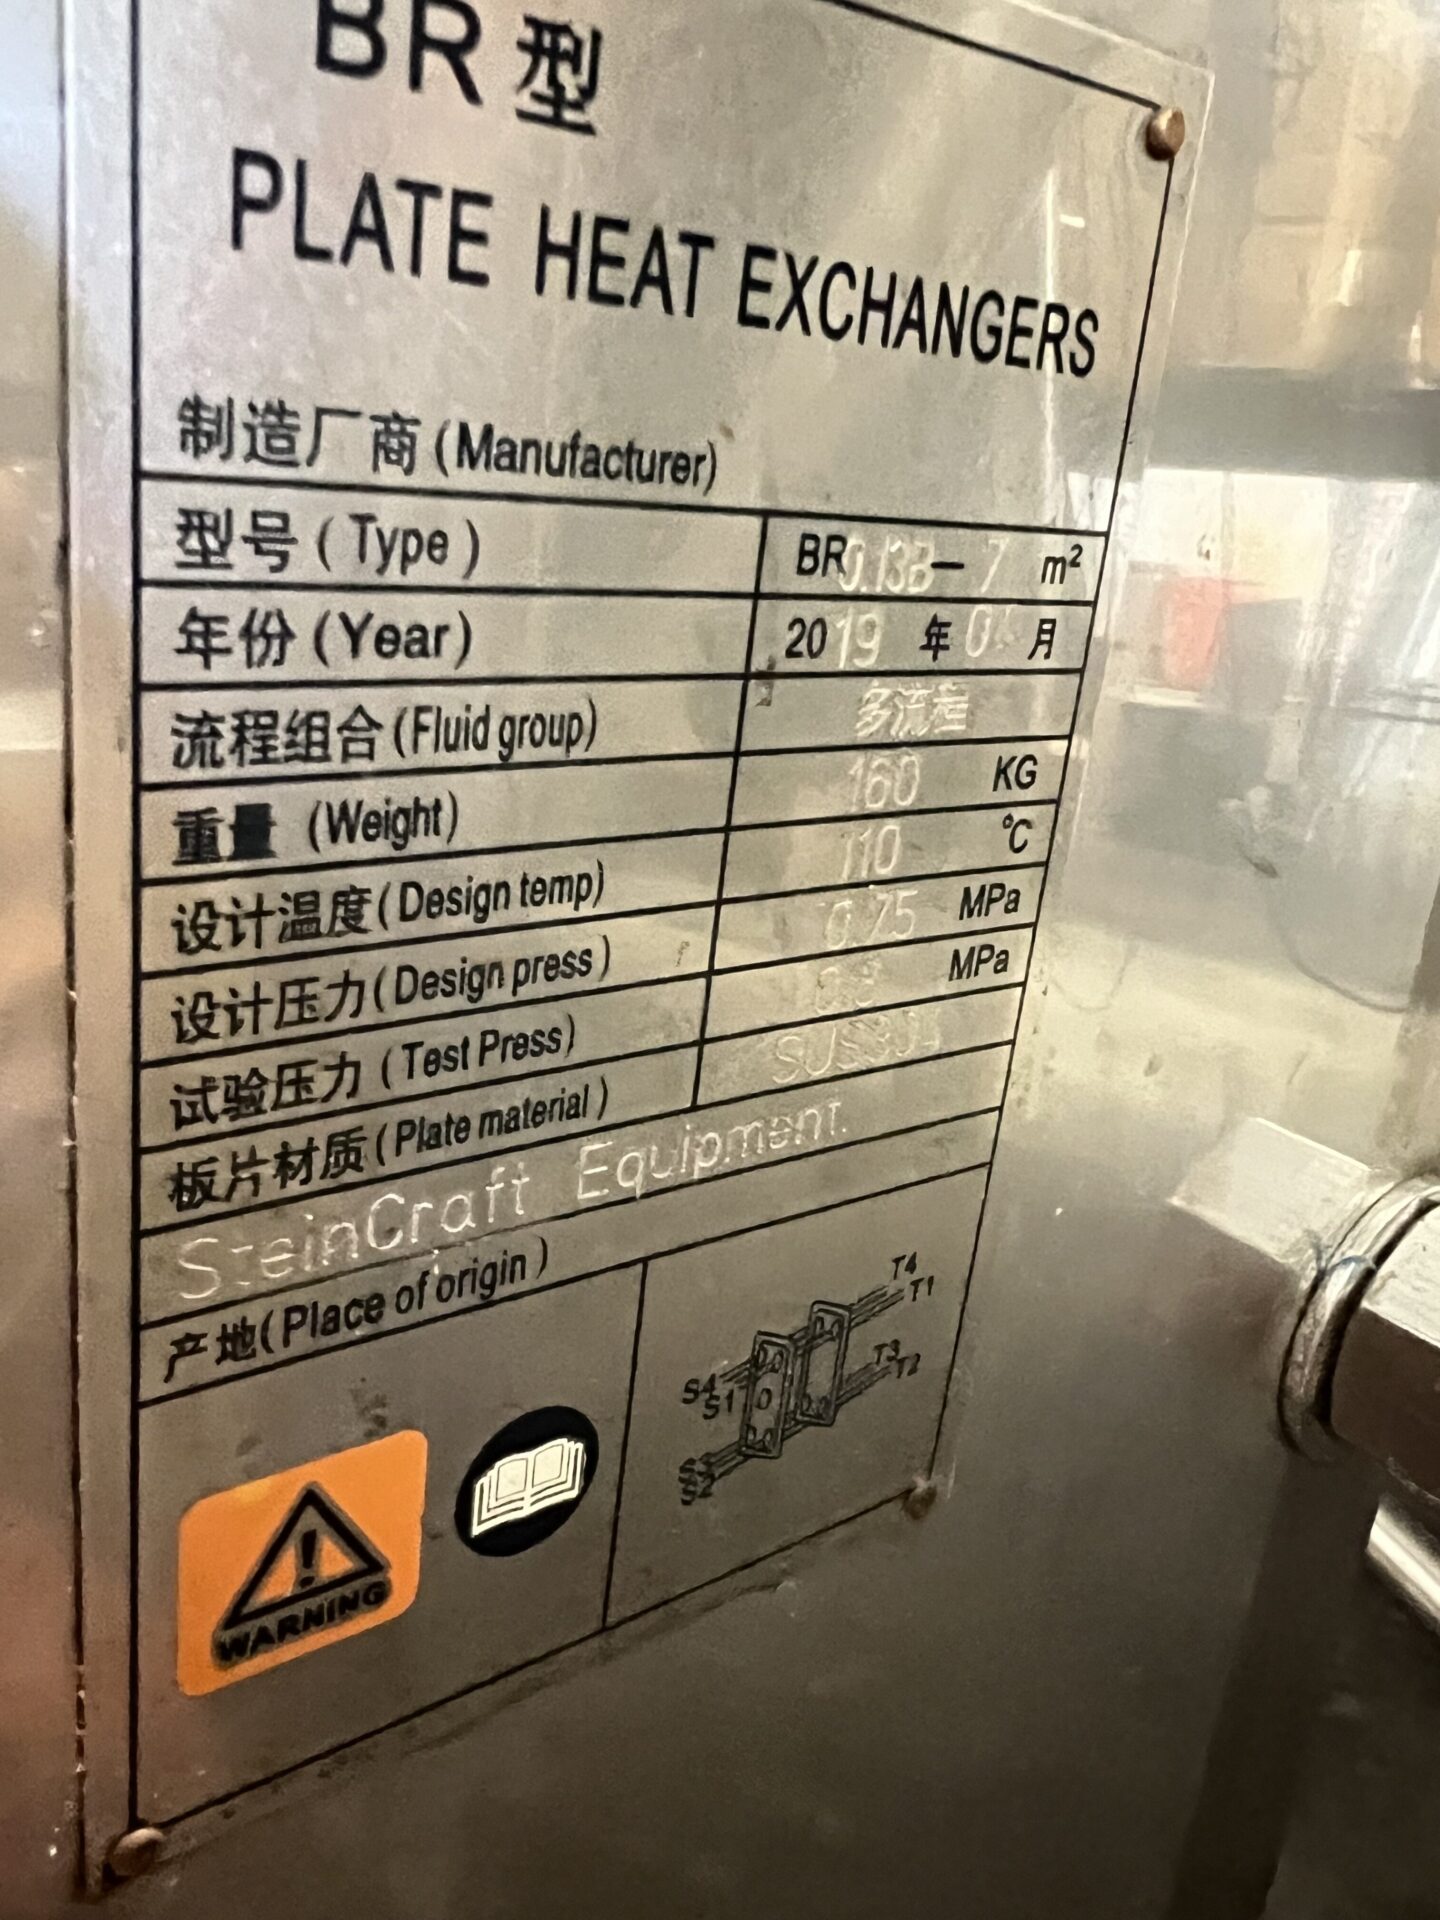 BR型
PLATE HEAT EXCHANGERS
制造厂商(Manufacturer)
型号(Type) BR0.13B-7 m²
年份(Year) 2019 年 月
流程组合(Fluid group) 多流程
重量 (Weight) 160 KG
设计温度(Design temp) 110 °C
设计压力(Design press) 0.75 MPa
试验压力(Test Press) MPa
板片材质(Plate material) SUS304
SteinCraft Equipment.
产地(Place of origin)
T4
T1
T3
T2
S4
S1
S3
S2
WARNING